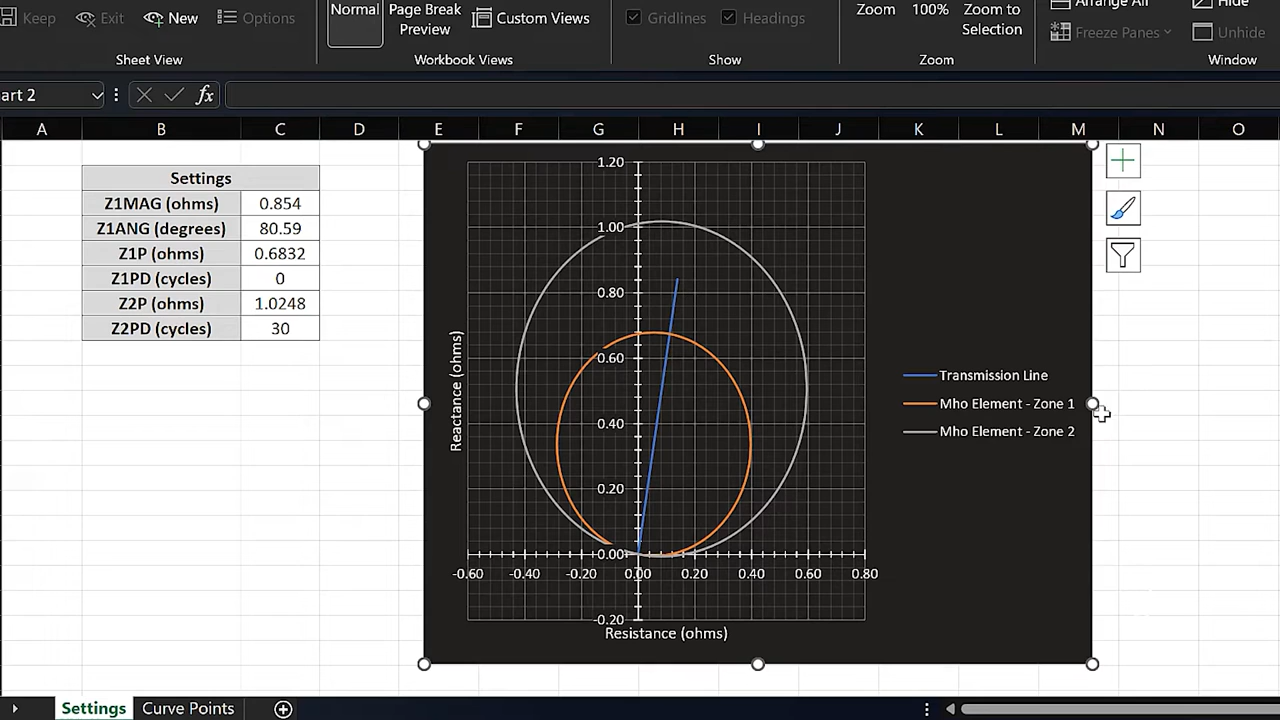 Keep Exit New Options
Normal Page Break Preview Custom Views
Gridlines Headings
Zoom 100% Zoom to Selection
Arrange All Hide
Freeze Panes Unhide
Sheet View Workbook Views Show Zoom Window
art 2 fx
A B C D E F G H I J K L M N O
Settings
Z1MAG (ohms) 0.854
Z1ANG (degrees) 80.59
Z1P (ohms) 0.6832
Z1PD (cycles) 0
Z2P (ohms) 1.0248
Z2PD (cycles) 30
1.20
1.00
0.80
0.60
0.40
0.20
0.00
-0.20
Reactance (ohms)
-0.60 -0.40 -0.20 0.00 0.20 0.40 0.60 0.80
Resistance (ohms)
Transmission Line
Mho Element - Zone 1
Mho Element - Zone 2
Settings Curve Points